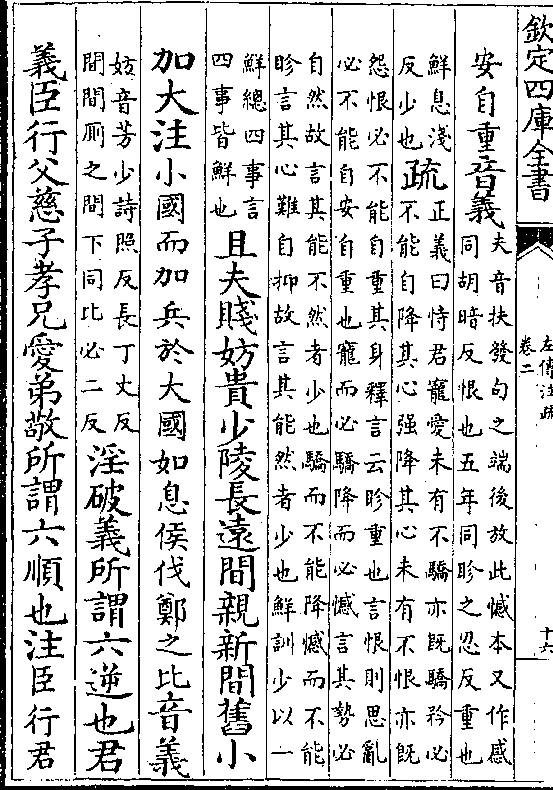 欽定四庫全書
左傳注疏
卷二
十六
安自重音義
夫音扶發句之端後放此憾本又作感
同胡暗反恨也五年同眕之忍反重也
鮮息淺
反少也
疏
正義曰恃君寵愛未有不驕亦既驕矜必
不能自降其心强降其心未有不恨亦既
怨恨必不能自重其身釋言云眕重也言恨則思亂
必不能自安自重也寵而必驕降而必憾言其勢必
自然故言其能不然者少也驕而不能降憾而不能
眕言其心難自抑故言其能然者少也鮮訓少以一
鮮總四事言
四事皆鮮也
且夫賤妨貴少陵長遠間親新間舊小
加大注小國而加兵於大國如息侯伐鄭之比音義
妨音芳少詩照反長丁丈反
間間厠之間下同比必二反
淫破義所謂六逆也君
義臣行父慈子孝兄愛弟敬所謂六順也注臣行君